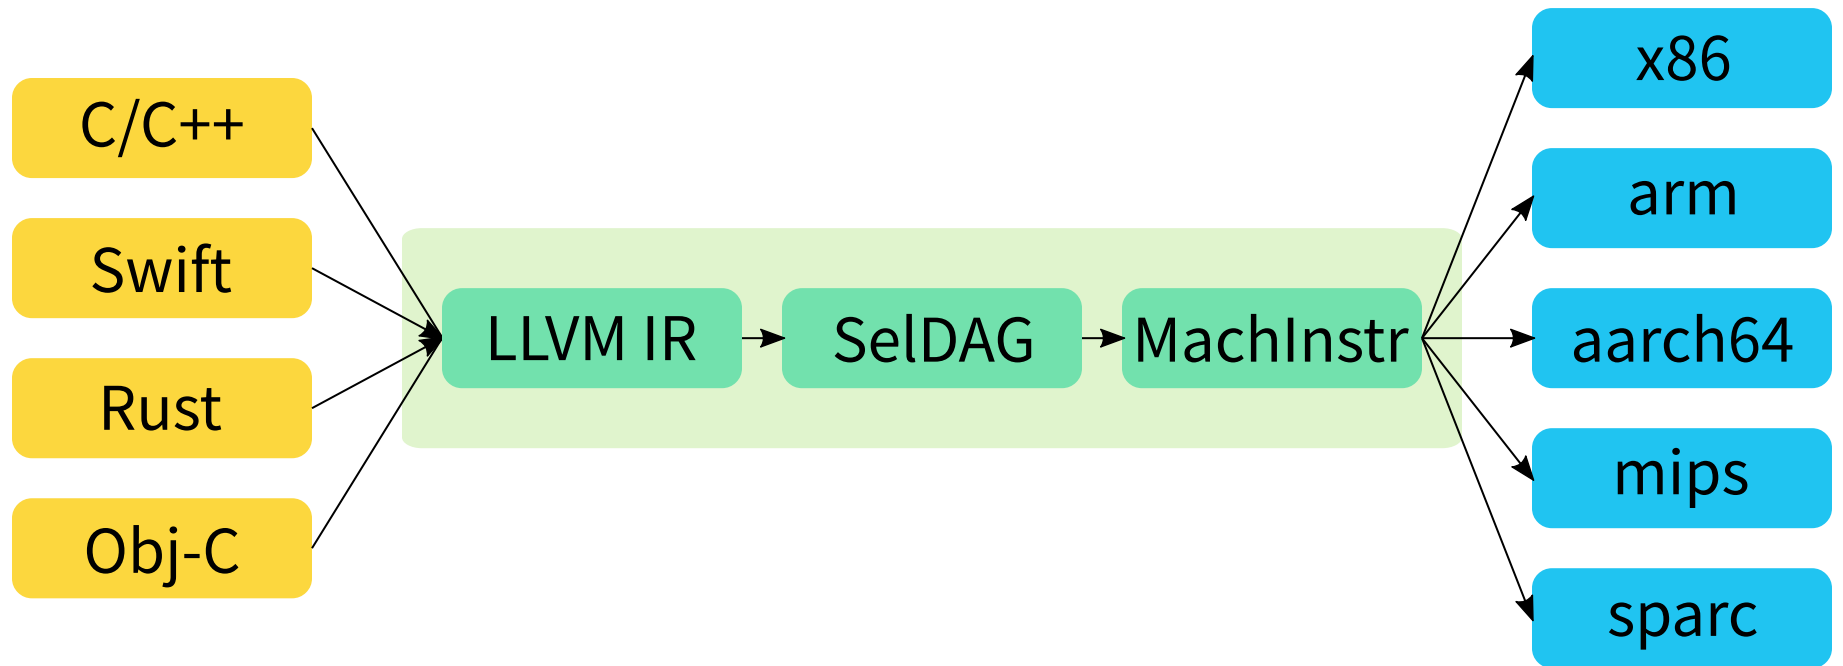 C/C++
Swift
Rust
Obj-C
LLVM IR
SelDAG
MachInstr
x86
arm
aarch64
mips
sparc